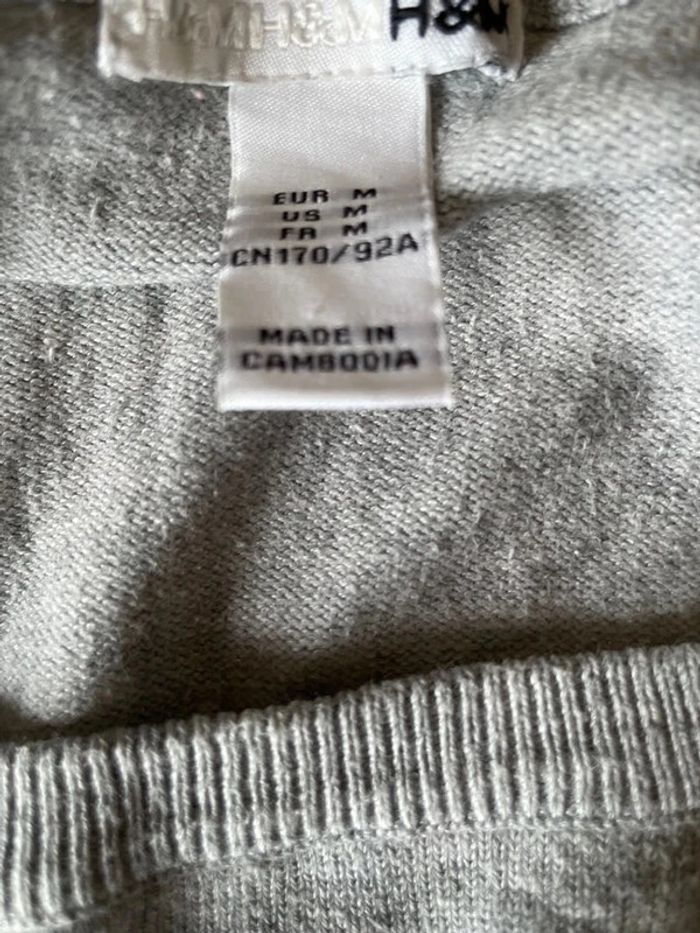 H&M H&M H&M
EUR M
US M
FR M
CN170/92A
MADE IN
CAMBODIA